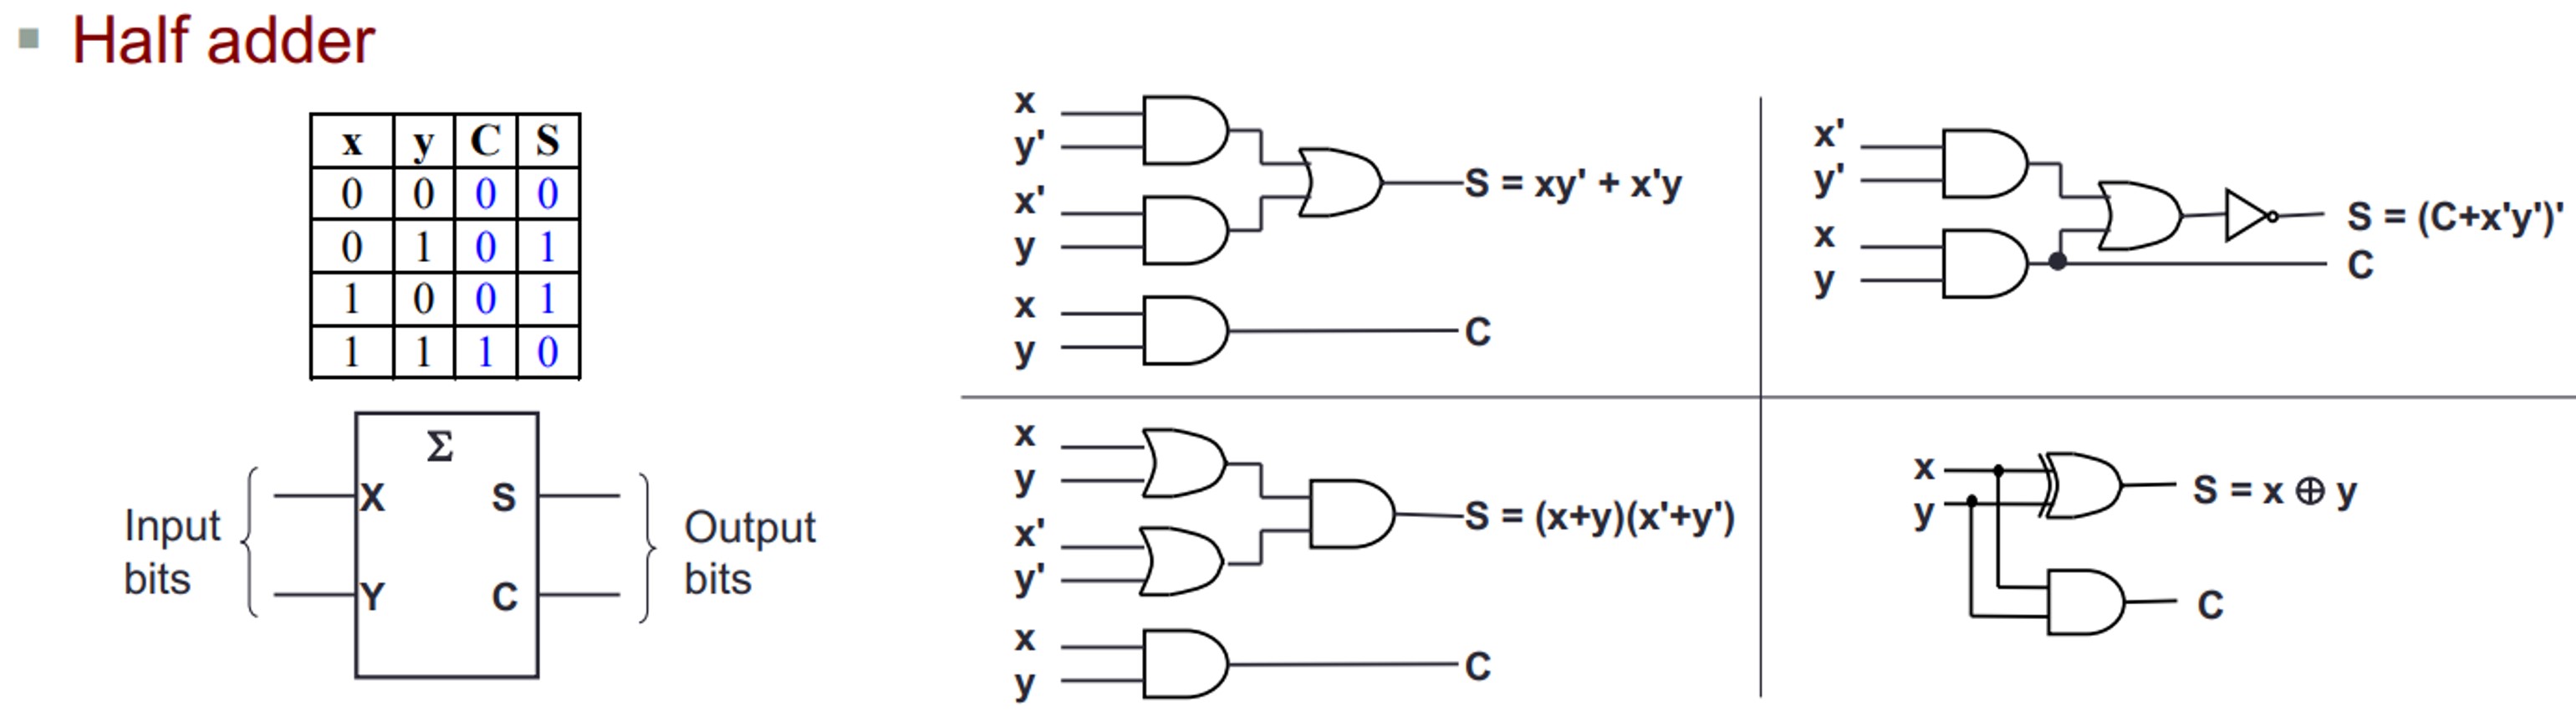 ▪ Half adder
x y C S
0 0 0 0
0 1 0 1
1 0 0 1
1 1 1 0
Σ
Input bits
X
Y
S
C
Output bits
x
y'
x'
y
S = xy' + x'y
x
y
C
x'
y'
x
y
S = (C+x'y')'
C
x
y
x'
y'
S = (x+y)(x'+y')
x
y
C
x
y
S = x ⊕ y
C